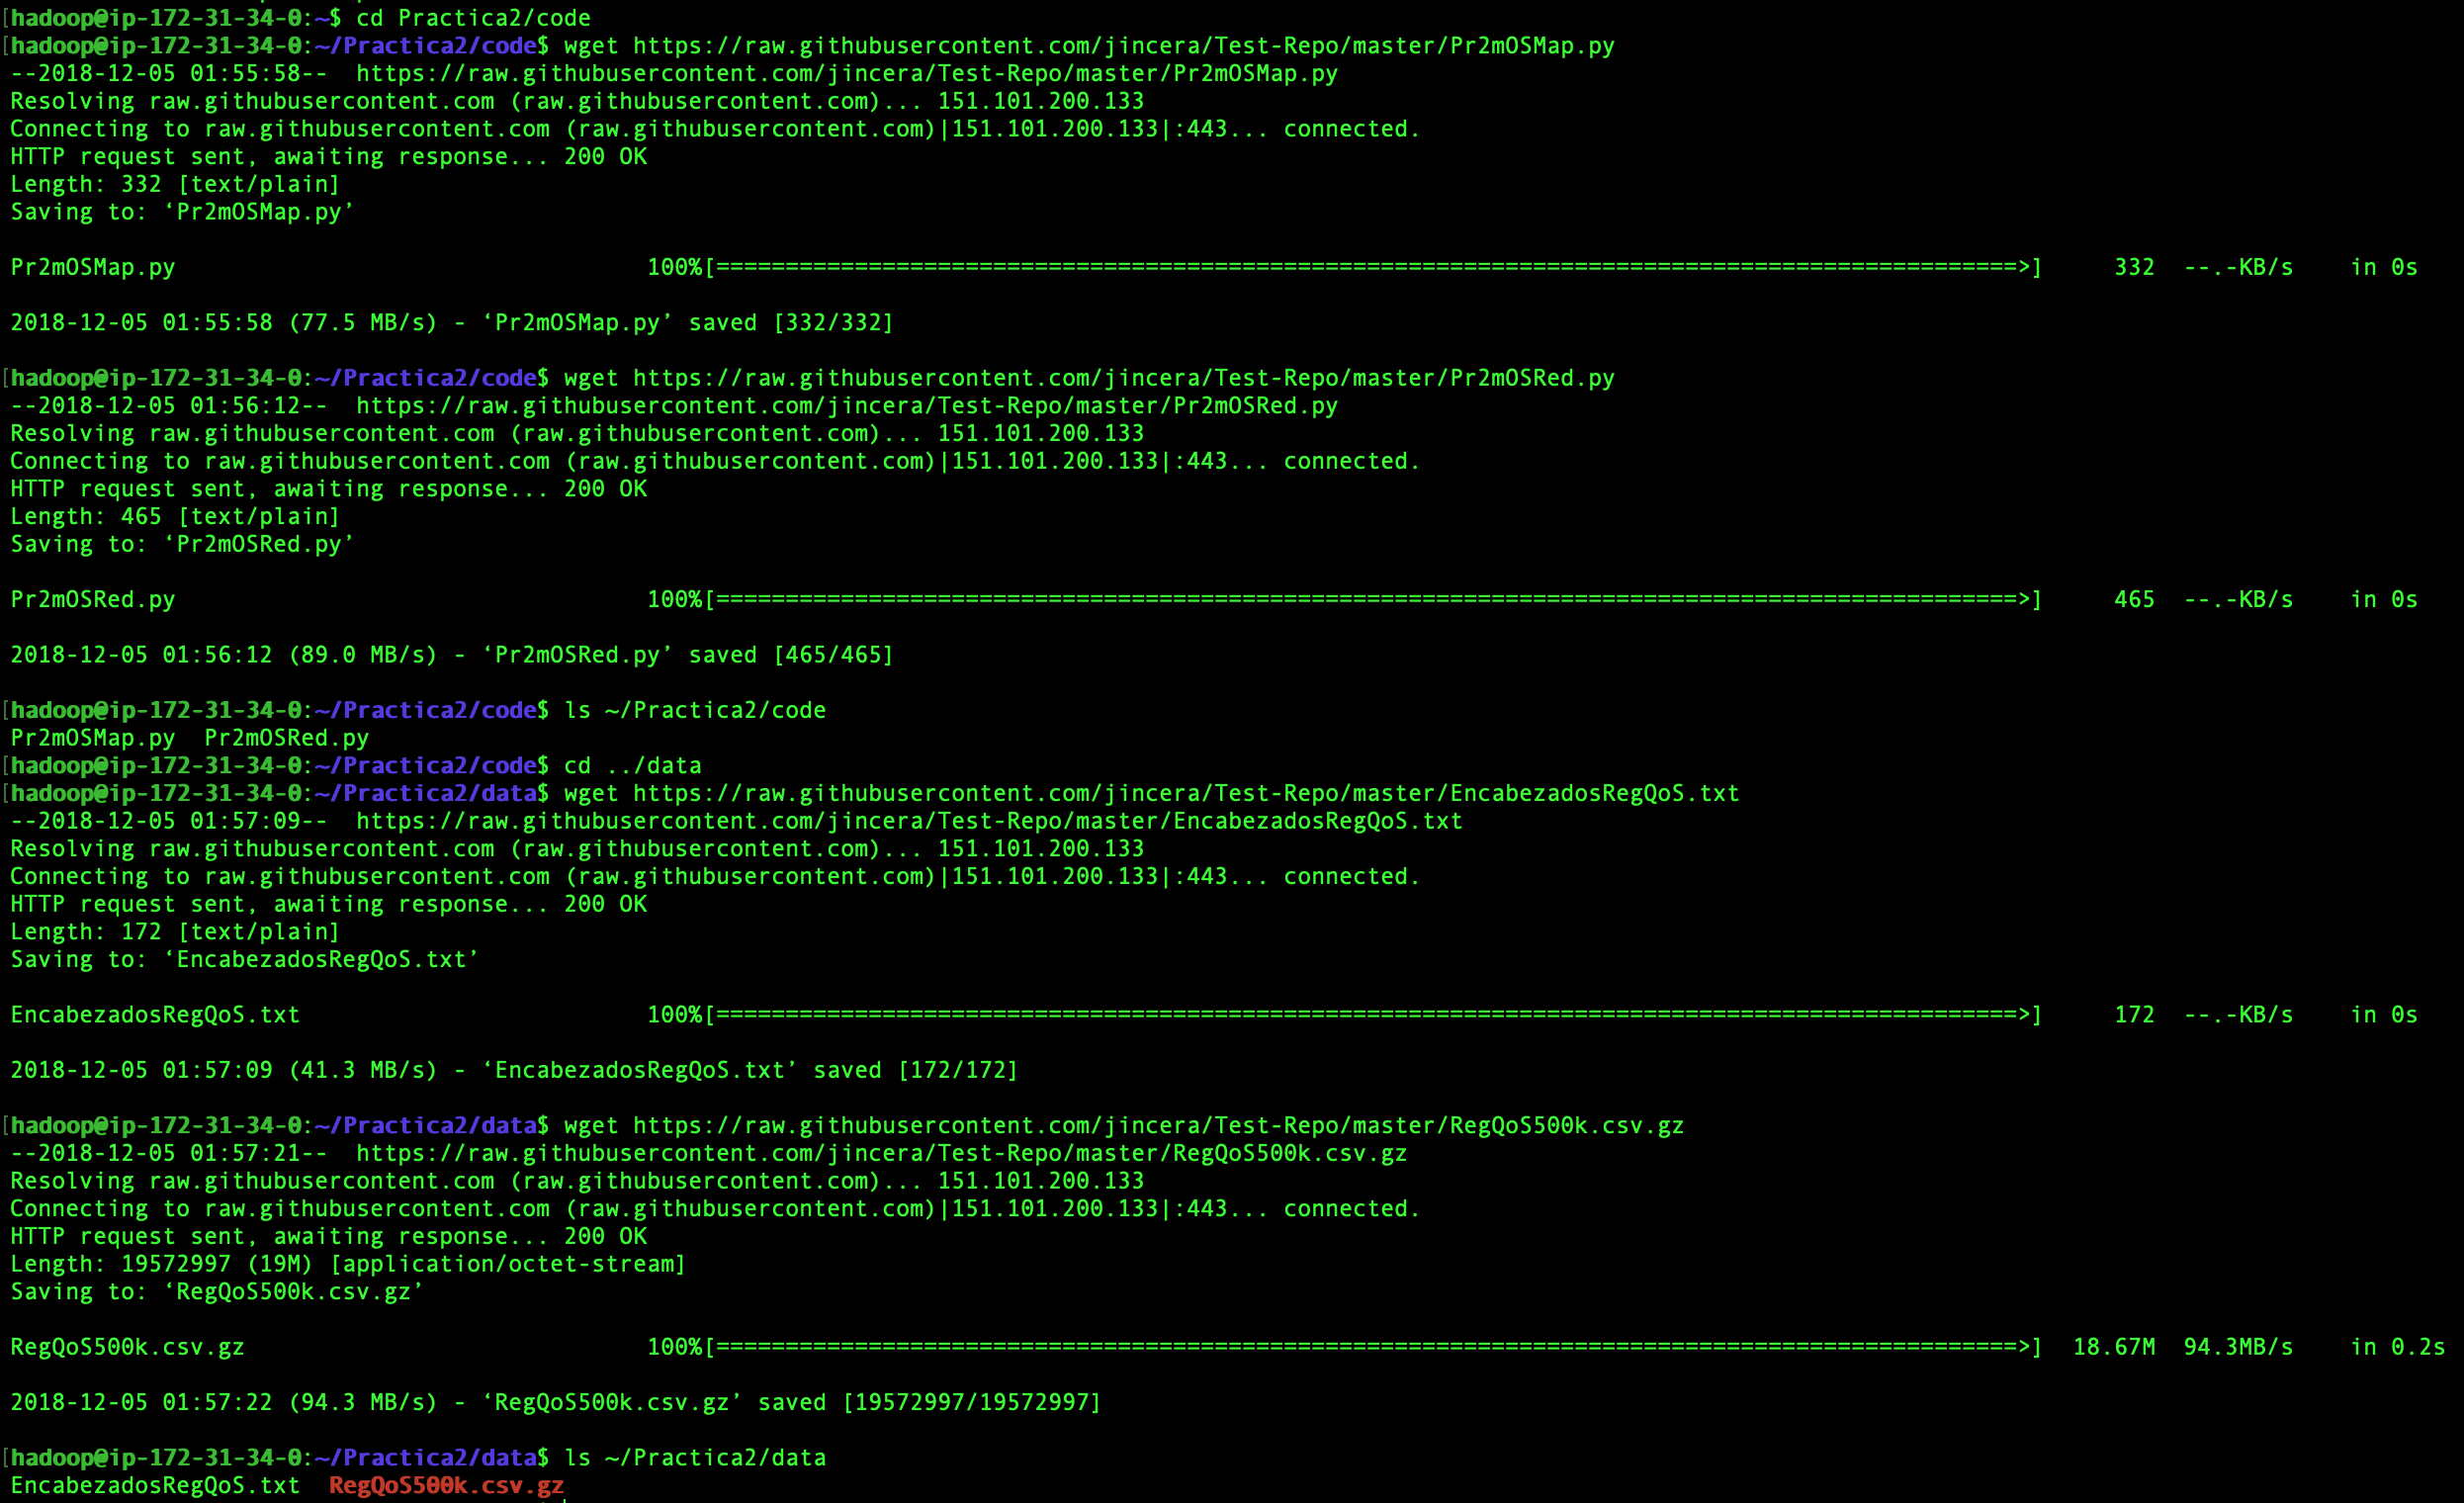 [hadoop@ip-172-31-34-0:~$ cd Practica2/code
[hadoop@ip-172-31-34-0:~/Practica2/code$ wget https://raw.githubusercontent.com/jincera/Test-Repo/master/Pr2mOSMap.py
--2018-12-05 01:55:58--  https://raw.githubusercontent.com/jincera/Test-Repo/master/Pr2mOSMap.py
Resolving raw.githubusercontent.com (raw.githubusercontent.com)... 151.101.200.133
Connecting to raw.githubusercontent.com (raw.githubusercontent.com)|151.101.200.133|:443... connected.
HTTP request sent, awaiting response... 200 OK
Length: 332 [text/plain]
Saving to: ‘Pr2mOSMap.py’
Pr2mOSMap.py 100%[==============================================================================================>] 332 --.-KB/s in 0s
2018-12-05 01:55:58 (77.5 MB/s) - ‘Pr2mOSMap.py’ saved [332/332]
[hadoop@ip-172-31-34-0:~/Practica2/code$ wget https://raw.githubusercontent.com/jincera/Test-Repo/master/Pr2mOSRed.py
--2018-12-05 01:56:12--  https://raw.githubusercontent.com/jincera/Test-Repo/master/Pr2mOSRed.py
Resolving raw.githubusercontent.com (raw.githubusercontent.com)... 151.101.200.133
Connecting to raw.githubusercontent.com (raw.githubusercontent.com)|151.101.200.133|:443... connected.
HTTP request sent, awaiting response... 200 OK
Length: 465 [text/plain]
Saving to: ‘Pr2mOSRed.py’
Pr2mOSRed.py 100%[==============================================================================================>] 465 --.-KB/s in 0s
2018-12-05 01:56:12 (89.0 MB/s) - ‘Pr2mOSRed.py’ saved [465/465]
[hadoop@ip-172-31-34-0:~/Practica2/code$ ls ~/Practica2/code
Pr2mOSMap.py  Pr2mOSRed.py
[hadoop@ip-172-31-34-0:~/Practica2/code$ cd ../data
[hadoop@ip-172-31-34-0:~/Practica2/data$ wget https://raw.githubusercontent.com/jincera/Test-Repo/master/EncabezadosRegQoS.txt
--2018-12-05 01:57:09--  https://raw.githubusercontent.com/jincera/Test-Repo/master/EncabezadosRegQoS.txt
Resolving raw.githubusercontent.com (raw.githubusercontent.com)... 151.101.200.133
Connecting to raw.githubusercontent.com (raw.githubusercontent.com)|151.101.200.133|:443... connected.
HTTP request sent, awaiting response... 200 OK
Length: 172 [text/plain]
Saving to: ‘EncabezadosRegQoS.txt’
EncabezadosRegQoS.txt 100%[==============================================================================================>] 172 --.-KB/s in 0s
2018-12-05 01:57:09 (41.3 MB/s) - ‘EncabezadosRegQoS.txt’ saved [172/172]
[hadoop@ip-172-31-34-0:~/Practica2/data$ wget https://raw.githubusercontent.com/jincera/Test-Repo/master/RegQoS500k.csv.gz
--2018-12-05 01:57:21--  https://raw.githubusercontent.com/jincera/Test-Repo/master/RegQoS500k.csv.gz
Resolving raw.githubusercontent.com (raw.githubusercontent.com)... 151.101.200.133
Connecting to raw.githubusercontent.com (raw.githubusercontent.com)|151.101.200.133|:443... connected.
HTTP request sent, awaiting response... 200 OK
Length: 19572997 (19M) [application/octet-stream]
Saving to: ‘RegQoS500k.csv.gz’
RegQoS500k.csv.gz 100%[==============================================================================================>] 18.67M 94.3MB/s in 0.2s
2018-12-05 01:57:22 (94.3 MB/s) - ‘RegQoS500k.csv.gz’ saved [19572997/19572997]
[hadoop@ip-172-31-34-0:~/Practica2/data$ ls ~/Practica2/data
EncabezadosRegQoS.txt  RegQoS500k.csv.gz